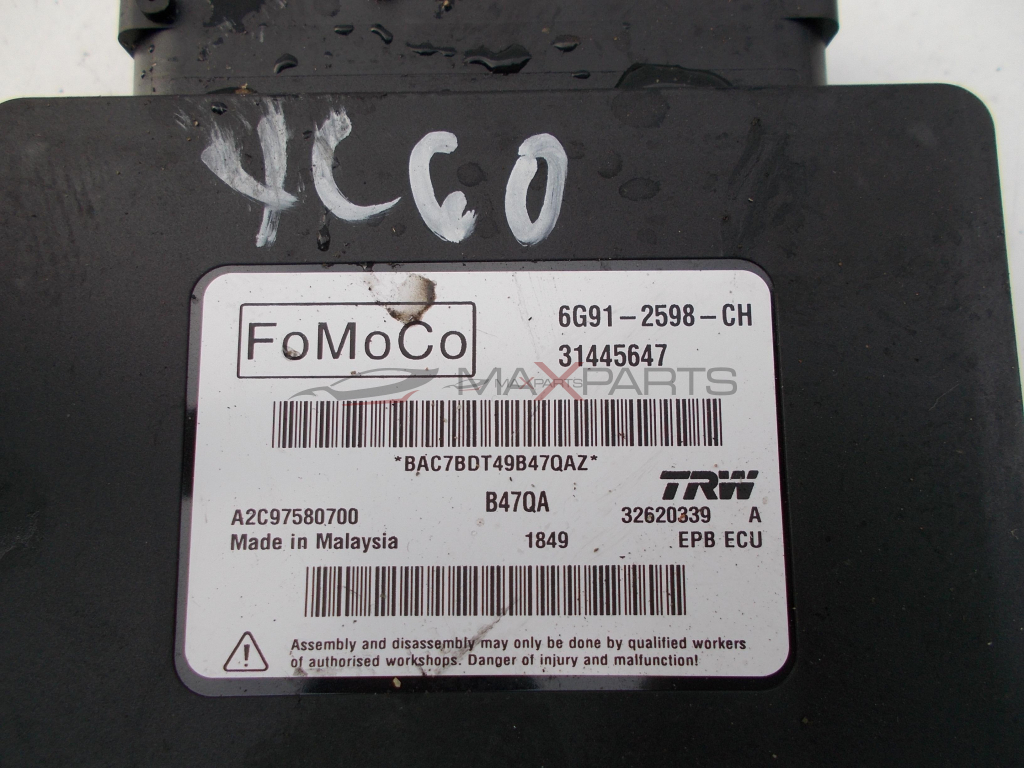 XC60
FoMoCo
6G91-2598-CH
31445647
MAXPARTS MAXPARTS
*BAC7BDT49B47QAZ*
B47QA
TRW
A2C97580700
32620339 A
Made in Malaysia
1849
EPB ECU
Assembly and disassembly may only be done by qualified workers
of authorised workshops. Danger of injury and malfunction!